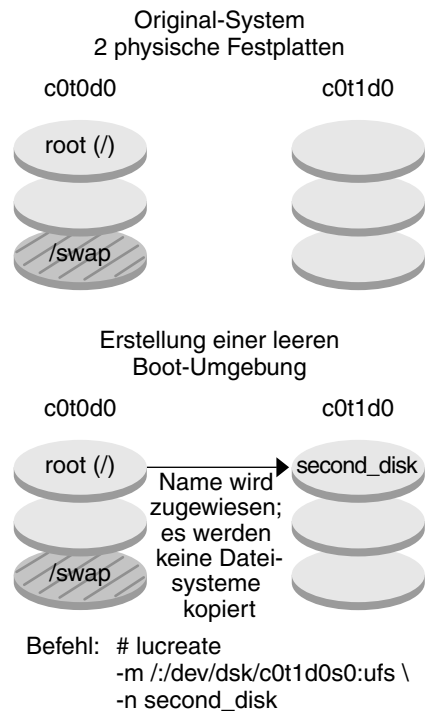 Original-System
2 physische Festplatten
c0t0d0
c0t1d0
root (/)
/swap
Erstellung einer leeren
Boot-Umgebung
c0t0d0
c0t1d0
root (/)
second_disk
Name wird
zugewiesen;
es werden
keine Datei-
systeme
kopiert
/swap
Befehl: # lucreate
-m /:/dev/dsk/c0t1d0s0:ufs \
-n second_disk